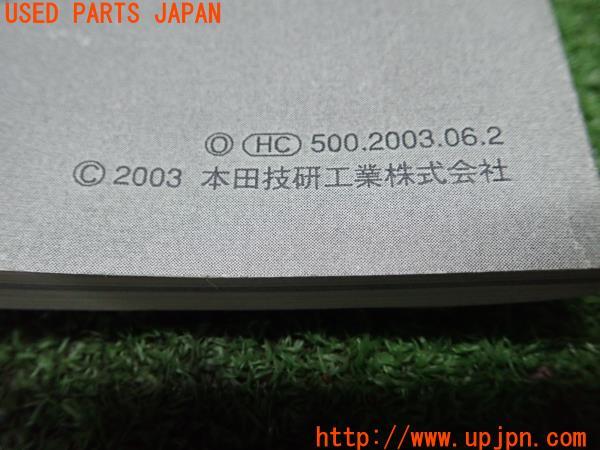 USED PARTS JAPAN
Ⓞ HC 500.2003.06.2
© 2003 本田技研工業株式会社
http://www.upjpn.com